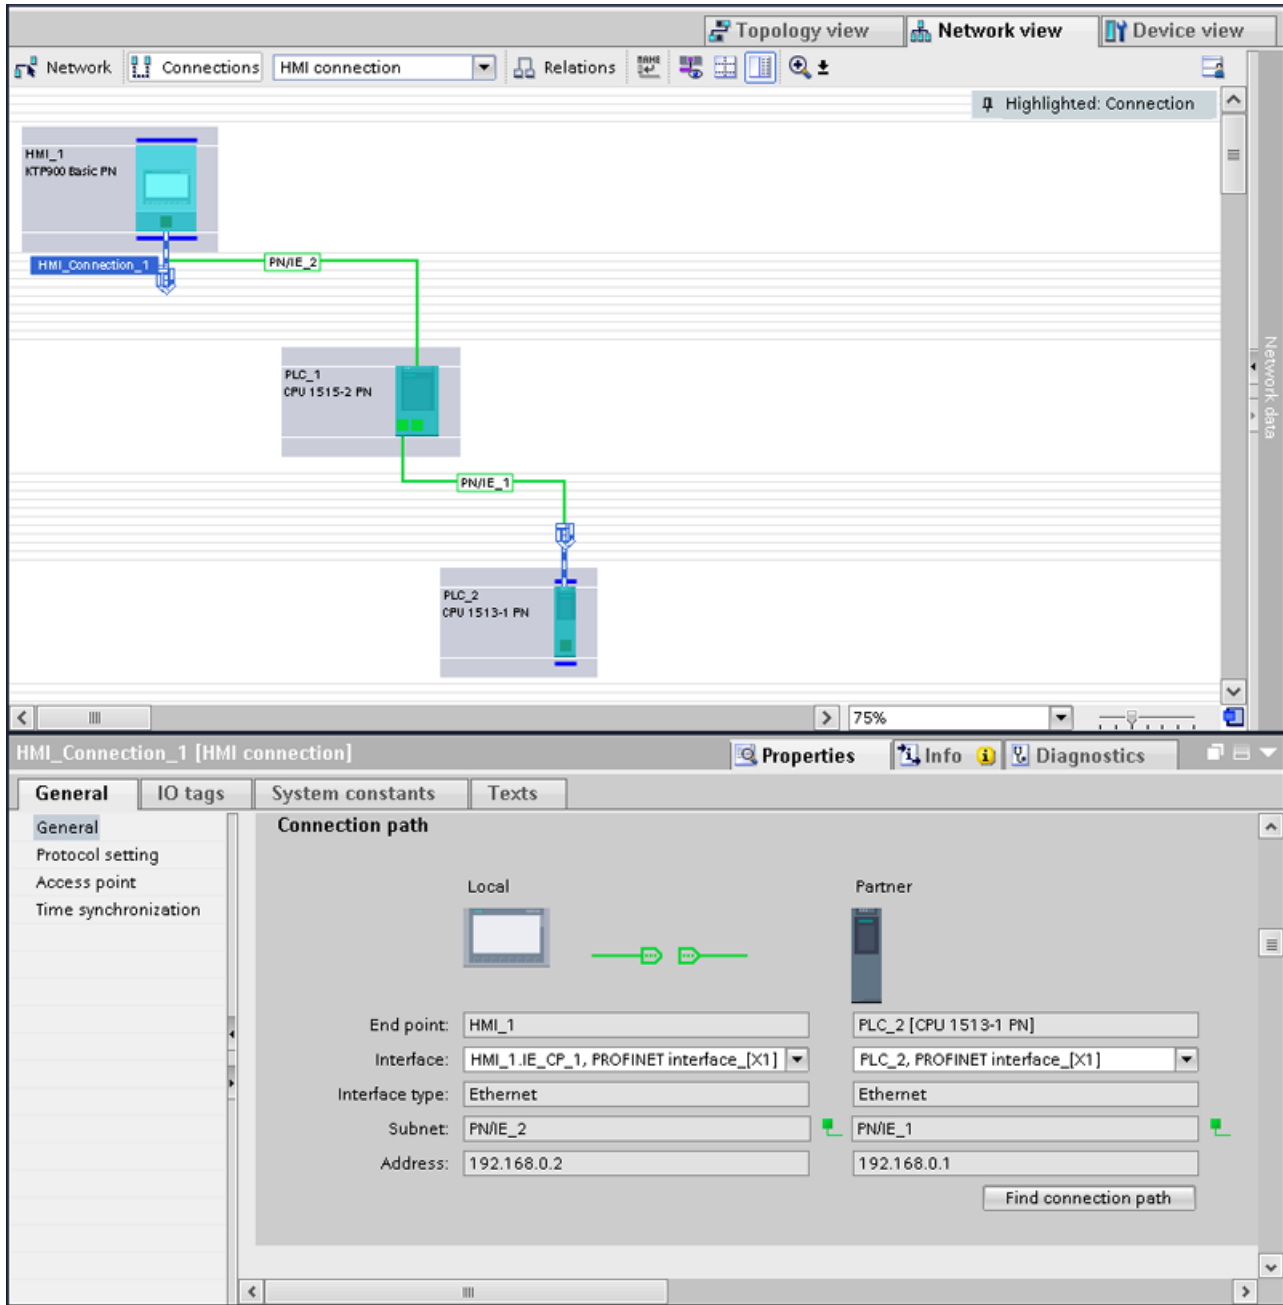 Topology view
Network view
Device view
Network
Connections
HMI connection
Relations
Highlighted: Connection
HMI_1
KTP900 Basic PN
HMI_Connection_1
PN/IE_2
PLC_1
CPU 1515-2 PN
PN/IE_1
PLC_2
CPU 1513-1 PN
Network data
75%
HMI_Connection_1 [HMI connection]
Properties
Info
Diagnostics
General
IO tags
System constants
Texts
General
Protocol setting
Access point
Time synchronization
Connection path
Local
Partner
End point:
HMI_1
PLC_2 [CPU 1513-1 PN]
Interface:
HMI_1.IE_CP_1, PROFINET interface_[X1]
PLC_2, PROFINET interface_[X1]
Interface type:
Ethernet
Ethernet
Subnet:
PN/IE_2
PN/IE_1
Address:
192.168.0.2
192.168.0.1
Find connection path